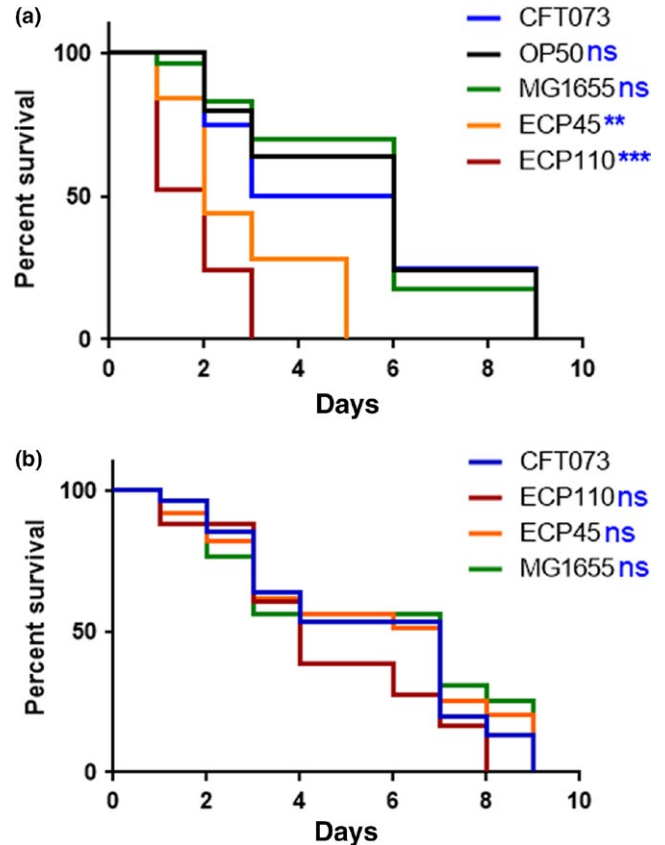 (a)
CFT073
OP50 ns
MG1655 ns
ECP45 **
ECP110 ***
100
50
0
Percent survival
0 2 4 6 8 10
Days
(b)
CFT073
ECP110 ns
ECP45 ns
MG1655 ns
100
50
0
Percent survival
0 2 4 6 8 10
Days